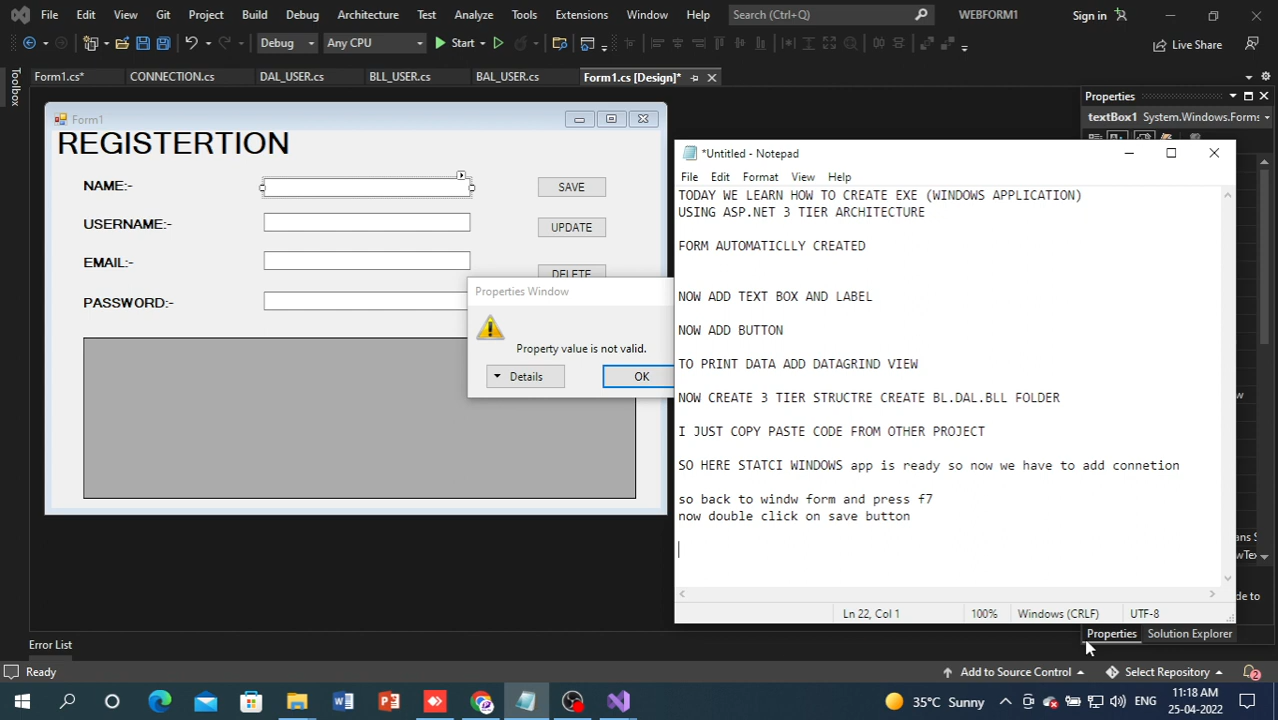 File Edit View Git Project Build Debug Architecture Test Analyze Tools Extensions Window Help Search (Ctrl+Q) WEBFORM1 Sign in
Debug Any CPU Start Live Share
Form1.cs* CONNECTION.cs DAL_USER.cs BLL_USER.cs BAL_USER.cs Form1.cs [Design]*
Toolbox
Properties
textBox1 System.Windows.Forms
Form1
REGISTERTION
NAME:-
SAVE
USERNAME:-
UPDATE
EMAIL:-
DELETE
PASSWORD:-
Properties Window
Property value is not valid.
Details OK
*Untitled - Notepad
File Edit Format View Help
TODAY WE LEARN HOW TO CREATE EXE (WINDOWS APPLICATION)
USING ASP.NET 3 TIER ARCHITECTURE
FORM AUTOMATICLLY CREATED
NOW ADD TEXT BOX AND LABEL
NOW ADD BUTTON
TO PRINT DATA ADD DATAGRIND VIEW
NOW CREATE 3 TIER STRUCTRE CREATE BL.DAL.BLL FOLDER
I JUST COPY PASTE CODE FROM OTHER PROJECT
SO HERE STATCI WINDOWS app is ready so now we have to add connetion
so back to windw form and press f7
now double click on save button
Ln 22, Col 1 100% Windows (CRLF) UTF-8
Properties Solution Explorer
Error List
Ready Add to Source Control Select Repository 2
35°C Sunny ENG
11:18 AM
25-04-2022